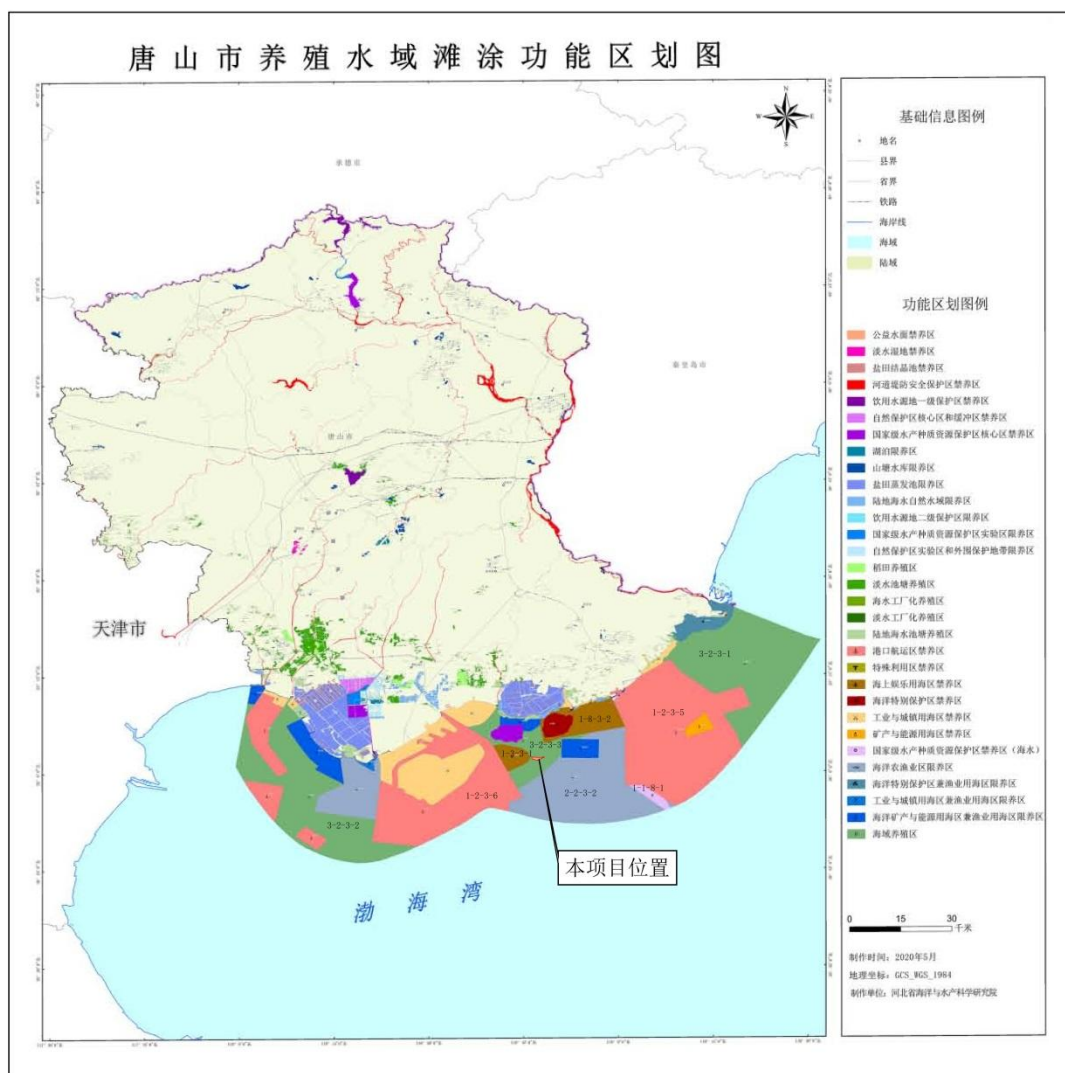 唐山市养殖水域滩涂功能区划图
N
W
E
S
承德市
秦皇岛市
唐山市
天津市
3-2-3-1
1-2-3-5
1-8-3-2
3-2-3-3
1-2-3-1
2-2-3-2
1-1-8-1
1-2-3-6
3-2-3-2
本项目位置
渤海湾
基础信息图例
地名
县界
省界
铁路
海岸线
海域
陆域
功能区划图例
公益水面禁养区
淡水湿地禁养区
盐田结晶池禁养区
河道堤防安全保护区禁养区
饮用水源地一级保护区禁养区
自然保护区核心区和缓冲区禁养区
国家级水产种质资源保护区核心区禁养区
湖泊限养区
山塘水库限养区
盐田蒸发池限养区
陆地海水自然水域限养区
饮用水源地二级保护区限养区
国家级水产种质资源保护区实验区限养区
自然保护区实验区和外围保护地带限养区
稻田养殖区
淡水池塘养殖区
海水工厂化养殖区
淡水工厂化养殖区
陆地海水池塘养殖区
港口航运区禁养区
特殊利用区禁养区
海上娱乐用海区禁养区
海洋特别保护区禁养区
工业与城镇用海区禁养区
矿产与能源用海区禁养区
国家级水产种质资源保护区禁养区（海水）
海洋农渔业区限养区
海洋特别保护区兼渔业用海区限养区
工业与城镇用海区兼渔业用海区限养区
海洋矿产与能源用海区兼渔业用海区限养区
海域养殖区
0 15 30
千米
制作时间：2020年5月
地理坐标：GCS_WGS_1984
制作单位：河北省海洋与水产科学研究院